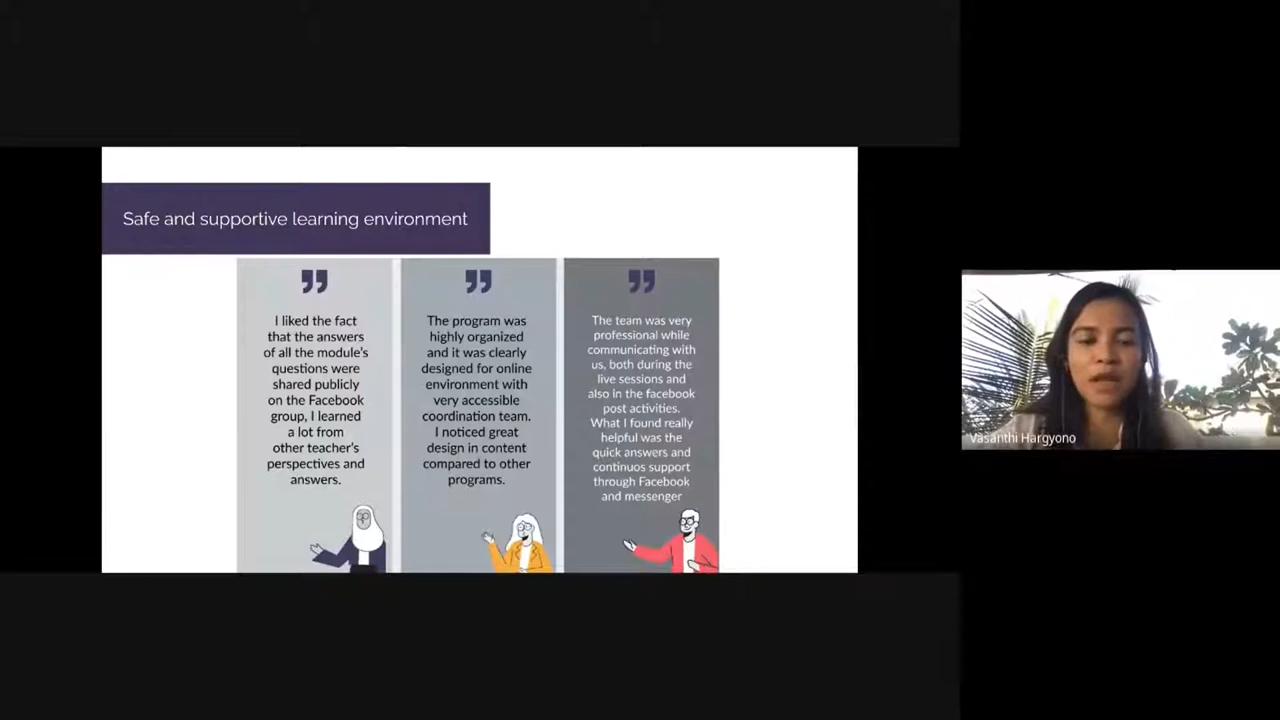 Safe and supportive learning environment
I liked the fact
that the answers
of all the module's
questions were
shared publicly
on the Facebook
group, I learned
a lot from
other teacher's
perspectives and
answers.
The program was
highly organized
and it was clearly
designed for online
environment with
very accessible
coordination team.
I noticed great
design in content
compared to other
programs.
The team was very
professional while
communicating with
us, both during the
live sessions and
also in the facebook
post activities.
What I found really
helpful was the
quick answers and
continuos support
through Facebook
and messenger
Vasanthi Hargyono